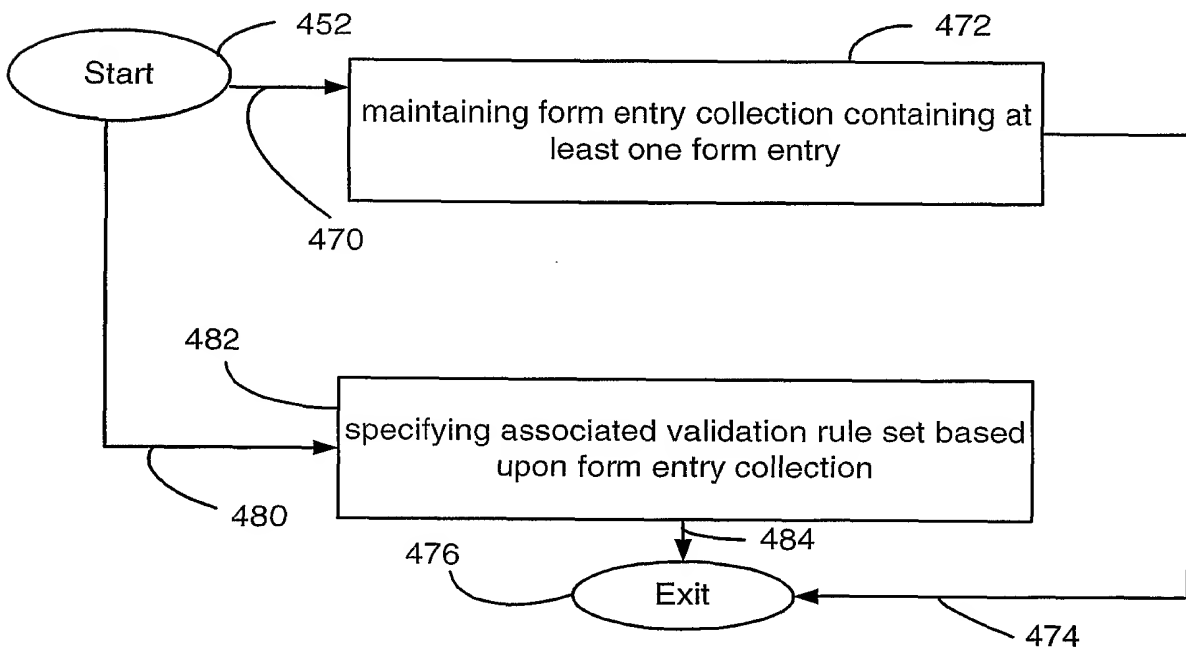 452
472
Start
maintaining form entry collection containing at
least one form entry
470
482
specifying associated validation rule set based
upon form entry collection
480
484
476
Exit
474